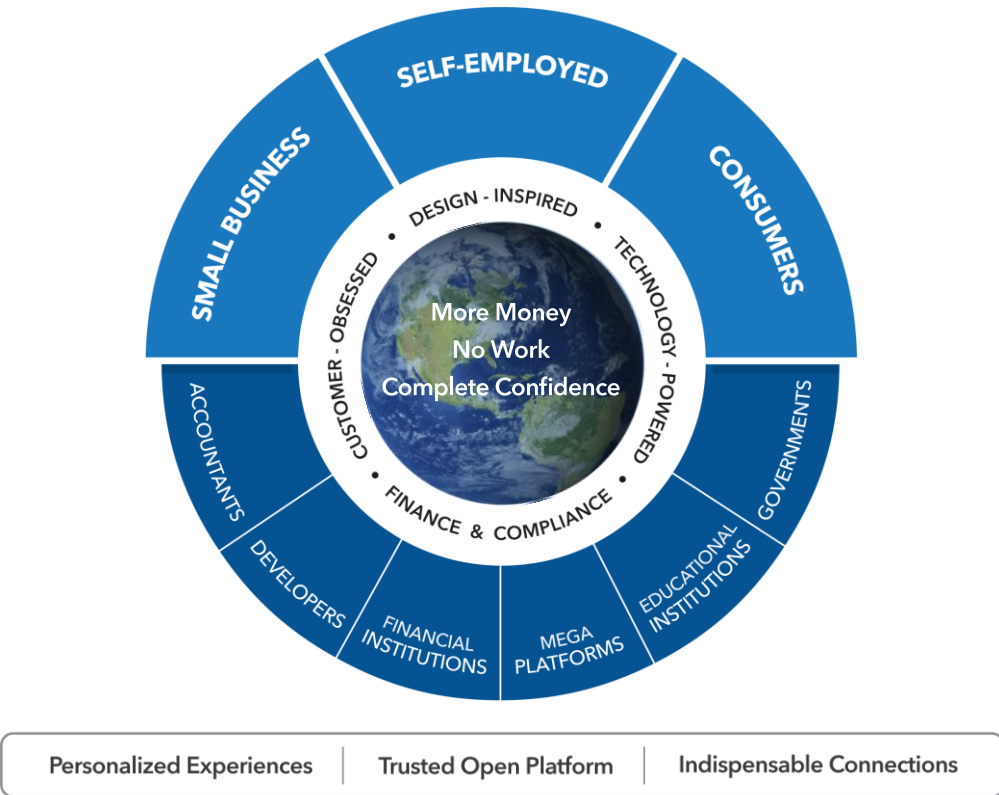 SELF-EMPLOYED
SMALL BUSINESS
CONSUMERS
DESIGN - INSPIRED
CUSTOMER - OBSESSED
TECHNOLOGY - POWERED
FINANCE & COMPLIANCE
More Money
No Work
Complete Confidence
ACCOUNTANTS
DEVELOPERS
FINANCIAL
INSTITUTIONS
MEGA
PLATFORMS
EDUCATIONAL
INSTITUTIONS
GOVERNMENTS
Personalized Experiences
Trusted Open Platform
Indispensable Connections